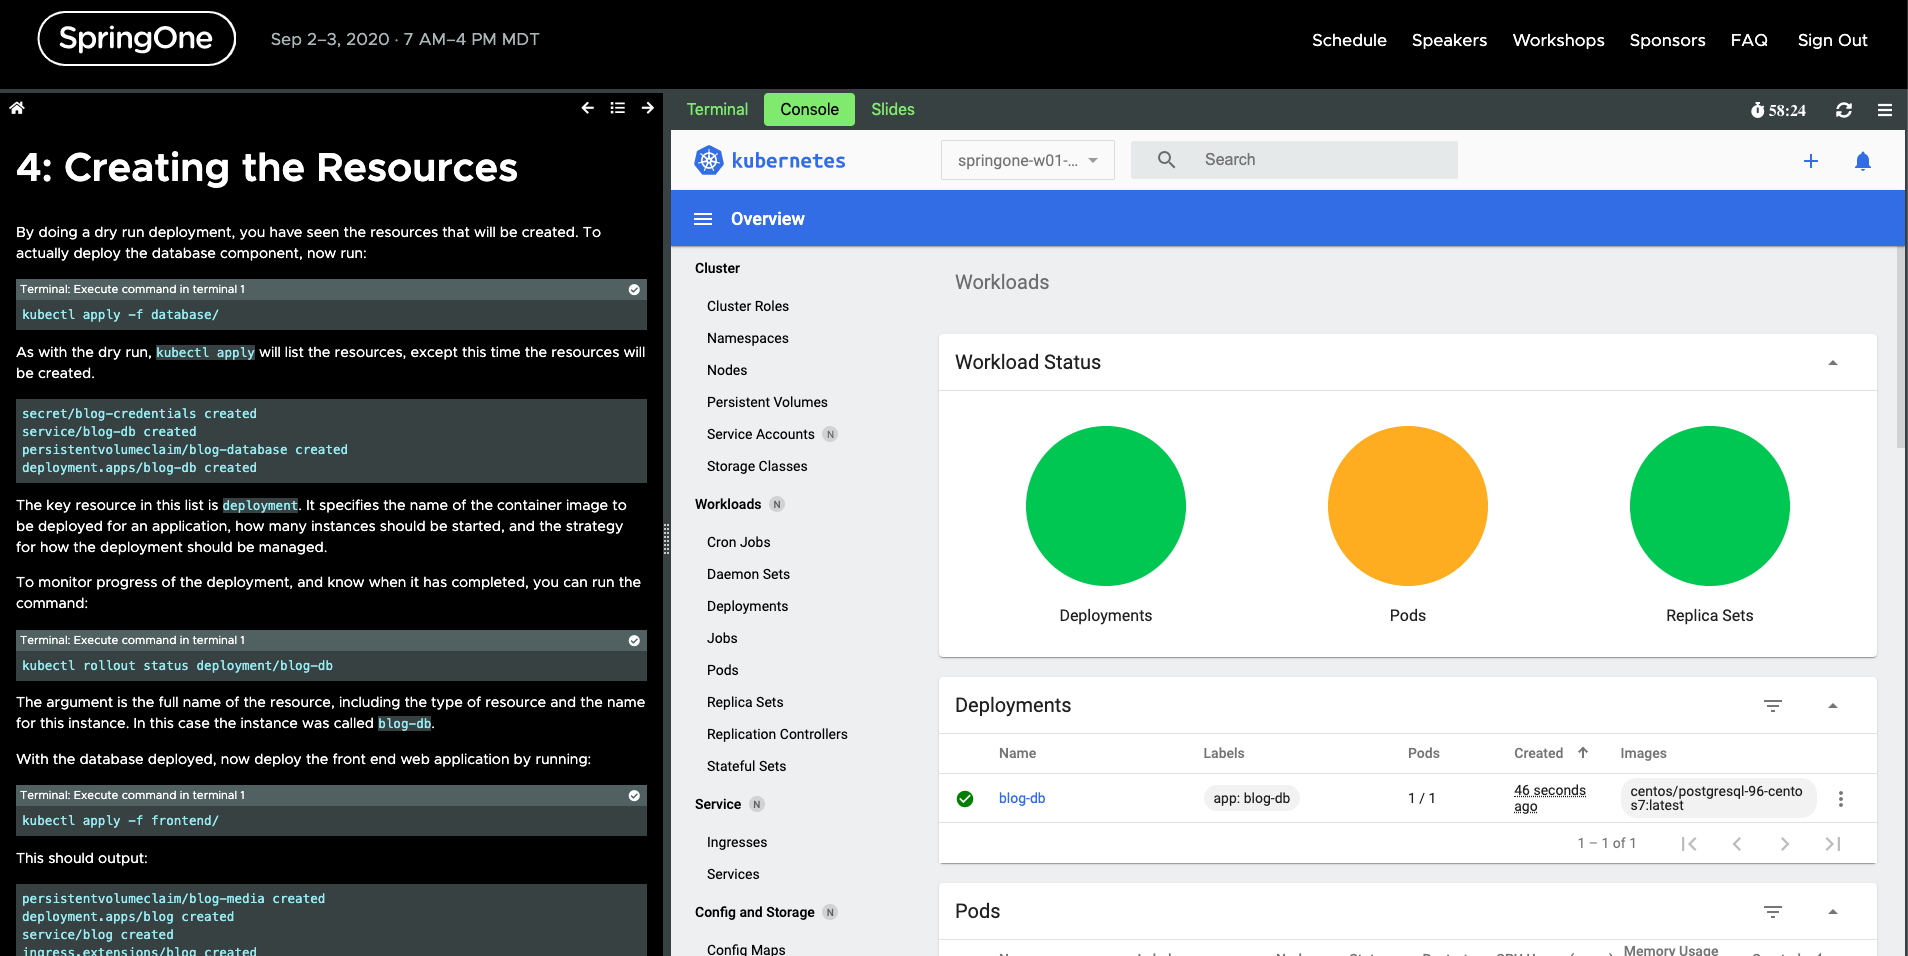 SpringOne
Sep 2–3, 2020 · 7 AM–4 PM MDT
Schedule Speakers Workshops Sponsors FAQ Sign Out
4: Creating the Resources
By doing a dry run deployment, you have seen the resources that will be created. To
actually deploy the database component, now run:
Terminal: Execute command in terminal 1
kubectl apply -f database/
As with the dry run, kubectl apply will list the resources, except this time the resources will
be created.
secret/blog-credentials created
service/blog-db created
persistentvolumeclaim/blog-database created
deployment.apps/blog-db created
The key resource in this list is deployment. It specifies the name of the container image to
be deployed for an application, how many instances should be started, and the strategy
for how the deployment should be managed.
To monitor progress of the deployment, and know when it has completed, you can run the
command:
Terminal: Execute command in terminal 1
kubectl rollout status deployment/blog-db
The argument is the full name of the resource, including the type of resource and the name
for this instance. In this case the instance was called blog-db.
With the database deployed, now deploy the front end web application by running:
Terminal: Execute command in terminal 1
kubectl apply -f frontend/
This should output:
persistentvolumeclaim/blog-media created
deployment.apps/blog created
service/blog created
ingress.extensions/blog created
Terminal Console Slides
58:24
kubernetes
springone-w01-...
Search
Overview
Cluster
Cluster Roles
Namespaces
Nodes
Persistent Volumes
Service Accounts N
Storage Classes
Workloads N
Cron Jobs
Daemon Sets
Deployments
Jobs
Pods
Replica Sets
Replication Controllers
Stateful Sets
Service N
Ingresses
Services
Config and Storage N
Config Maps
Workloads
Workload Status
Deployments Pods Replica Sets
Deployments
Name Labels Pods Created Images
blog-db app: blog-db 1 / 1 46 seconds
ago
centos/postgresql-96-cento
s7:latest
1 – 1 of 1
Pods
Memory Usage